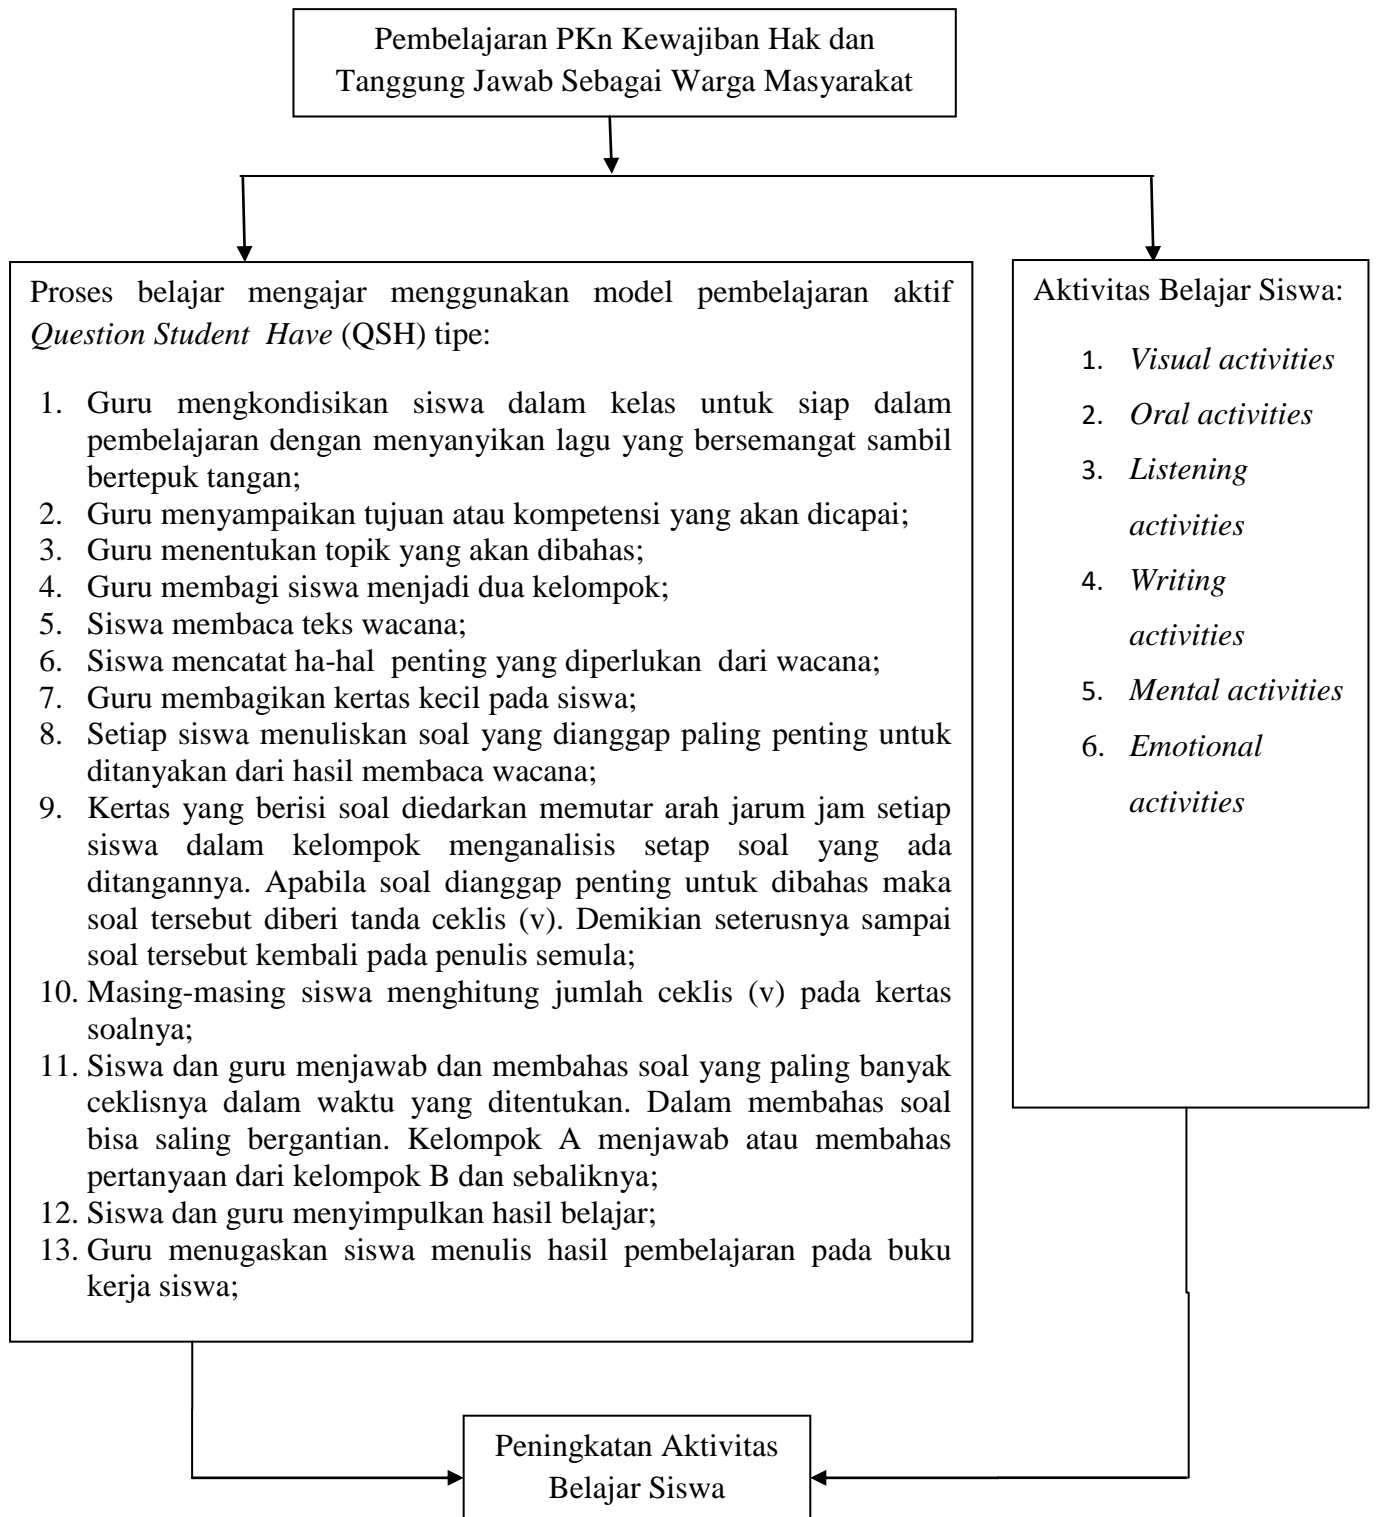 Pembelajaran PKn Kewajiban Hak dan
Tanggung Jawab Sebagai Warga Masyarakat
Proses belajar mengajar menggunakan model pembelajaran aktif
Question Student Have (QSH) tipe:
1. Guru mengkondisikan siswa dalam kelas untuk siap dalam
pembelajaran dengan menyanyikan lagu yang bersemangat sambil
bertepuk tangan;
2. Guru menyampaikan tujuan atau kompetensi yang akan dicapai;
3. Guru menentukan topik yang akan dibahas;
4. Guru membagi siswa menjadi dua kelompok;
5. Siswa membaca teks wacana;
6. Siswa mencatat ha-hal penting yang diperlukan dari wacana;
7. Guru membagikan kertas kecil pada siswa;
8. Setiap siswa menuliskan soal yang dianggap paling penting untuk
ditanyakan dari hasil membaca wacana;
9. Kertas yang berisi soal diedarkan memutar arah jarum jam setiap
siswa dalam kelompok menganalisis setap soal yang ada
ditangannya. Apabila soal dianggap penting untuk dibahas maka
soal tersebut diberi tanda ceklis (v). Demikian seterusnya sampai
soal tersebut kembali pada penulis semula;
10. Masing-masing siswa menghitung jumlah ceklis (v) pada kertas
soalnya;
11. Siswa dan guru menjawab dan membahas soal yang paling banyak
ceklisnya dalam waktu yang ditentukan. Dalam membahas soal
bisa saling bergantian. Kelompok A menjawab atau membahas
pertanyaan dari kelompok B dan sebaliknya;
12. Siswa dan guru menyimpulkan hasil belajar;
13. Guru menugaskan siswa menulis hasil pembelajaran pada buku
kerja siswa;
Aktivitas Belajar Siswa:
1. Visual activities
2. Oral activities
3. Listening
activities
4. Writing
activities
5. Mental activities
6. Emotional
activities
Peningkatan Aktivitas
Belajar Siswa